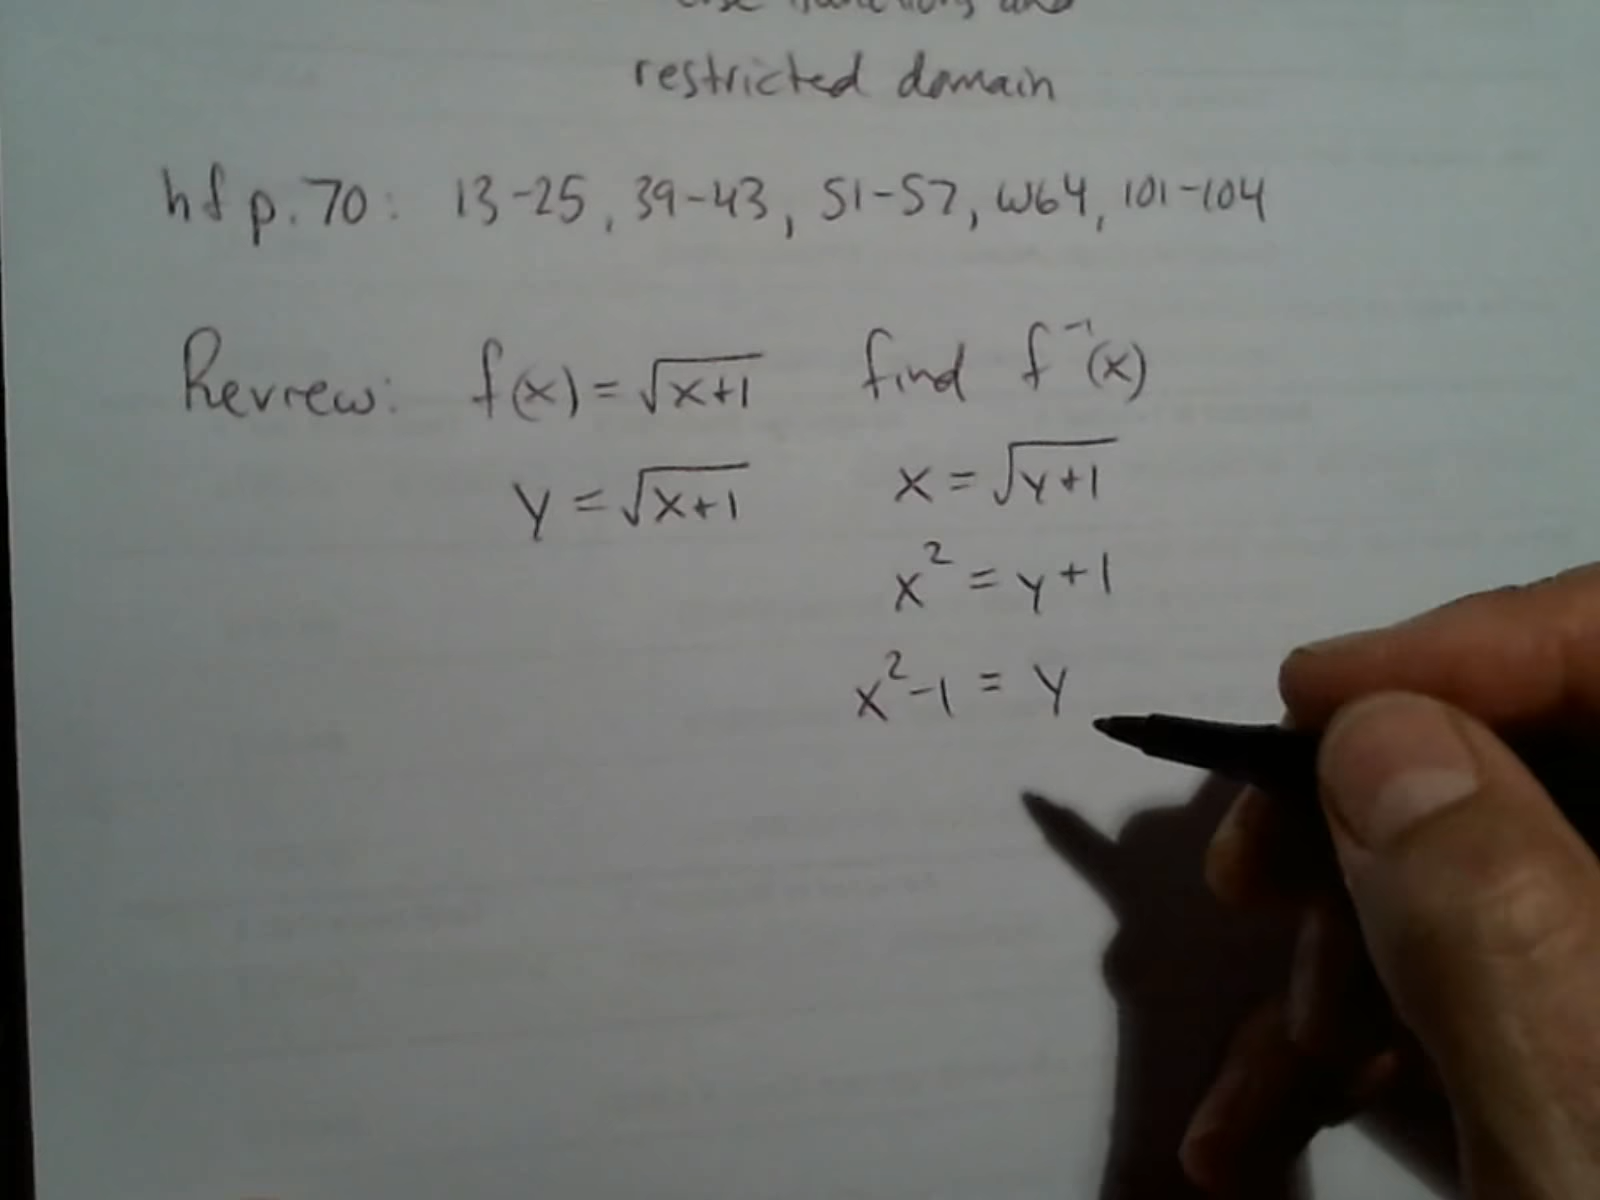 restricted domain
hf p. 70: 13-25, 39-43, 51-57, W64, 101-104
Review: f(x) = √x+1 find f⁻¹(x)
y = √x+1 x = √y+1
x² = y+1
x²-1 = y